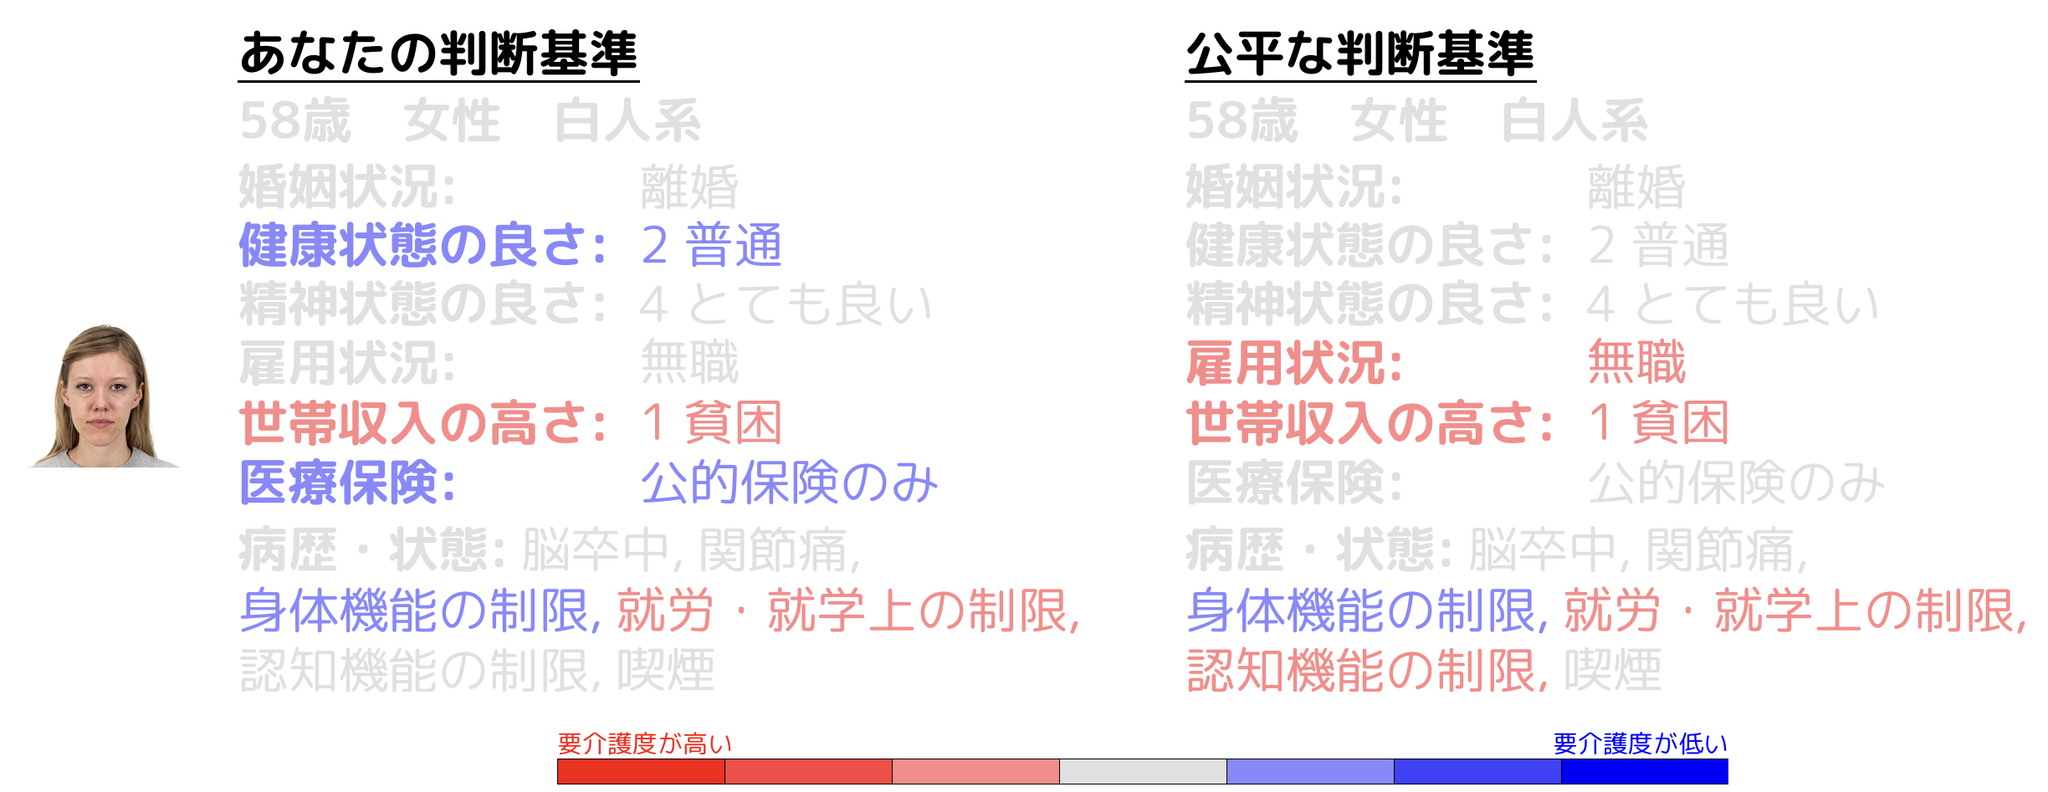 あなたの判断基準
58歳 女性 白人系
婚姻状況: 離婚
健康状態の良さ: 2 普通
精神状態の良さ: 4 とても良い
雇用状況: 無職
世帯収入の高さ: 1 貧困
医療保険: 公的保険のみ
病歴・状態: 脳卒中, 関節痛,
身体機能の制限, 就労・就学上の制限,
認知機能の制限, 喫煙
公平な判断基準
58歳 女性 白人系
婚姻状況: 離婚
健康状態の良さ: 2 普通
精神状態の良さ: 4 とても良い
雇用状況: 無職
世帯収入の高さ: 1 貧困
医療保険: 公的保険のみ
病歴・状態: 脳卒中, 関節痛,
身体機能の制限, 就労・就学上の制限,
認知機能の制限, 喫煙
要介護度が高い
要介護度が低い